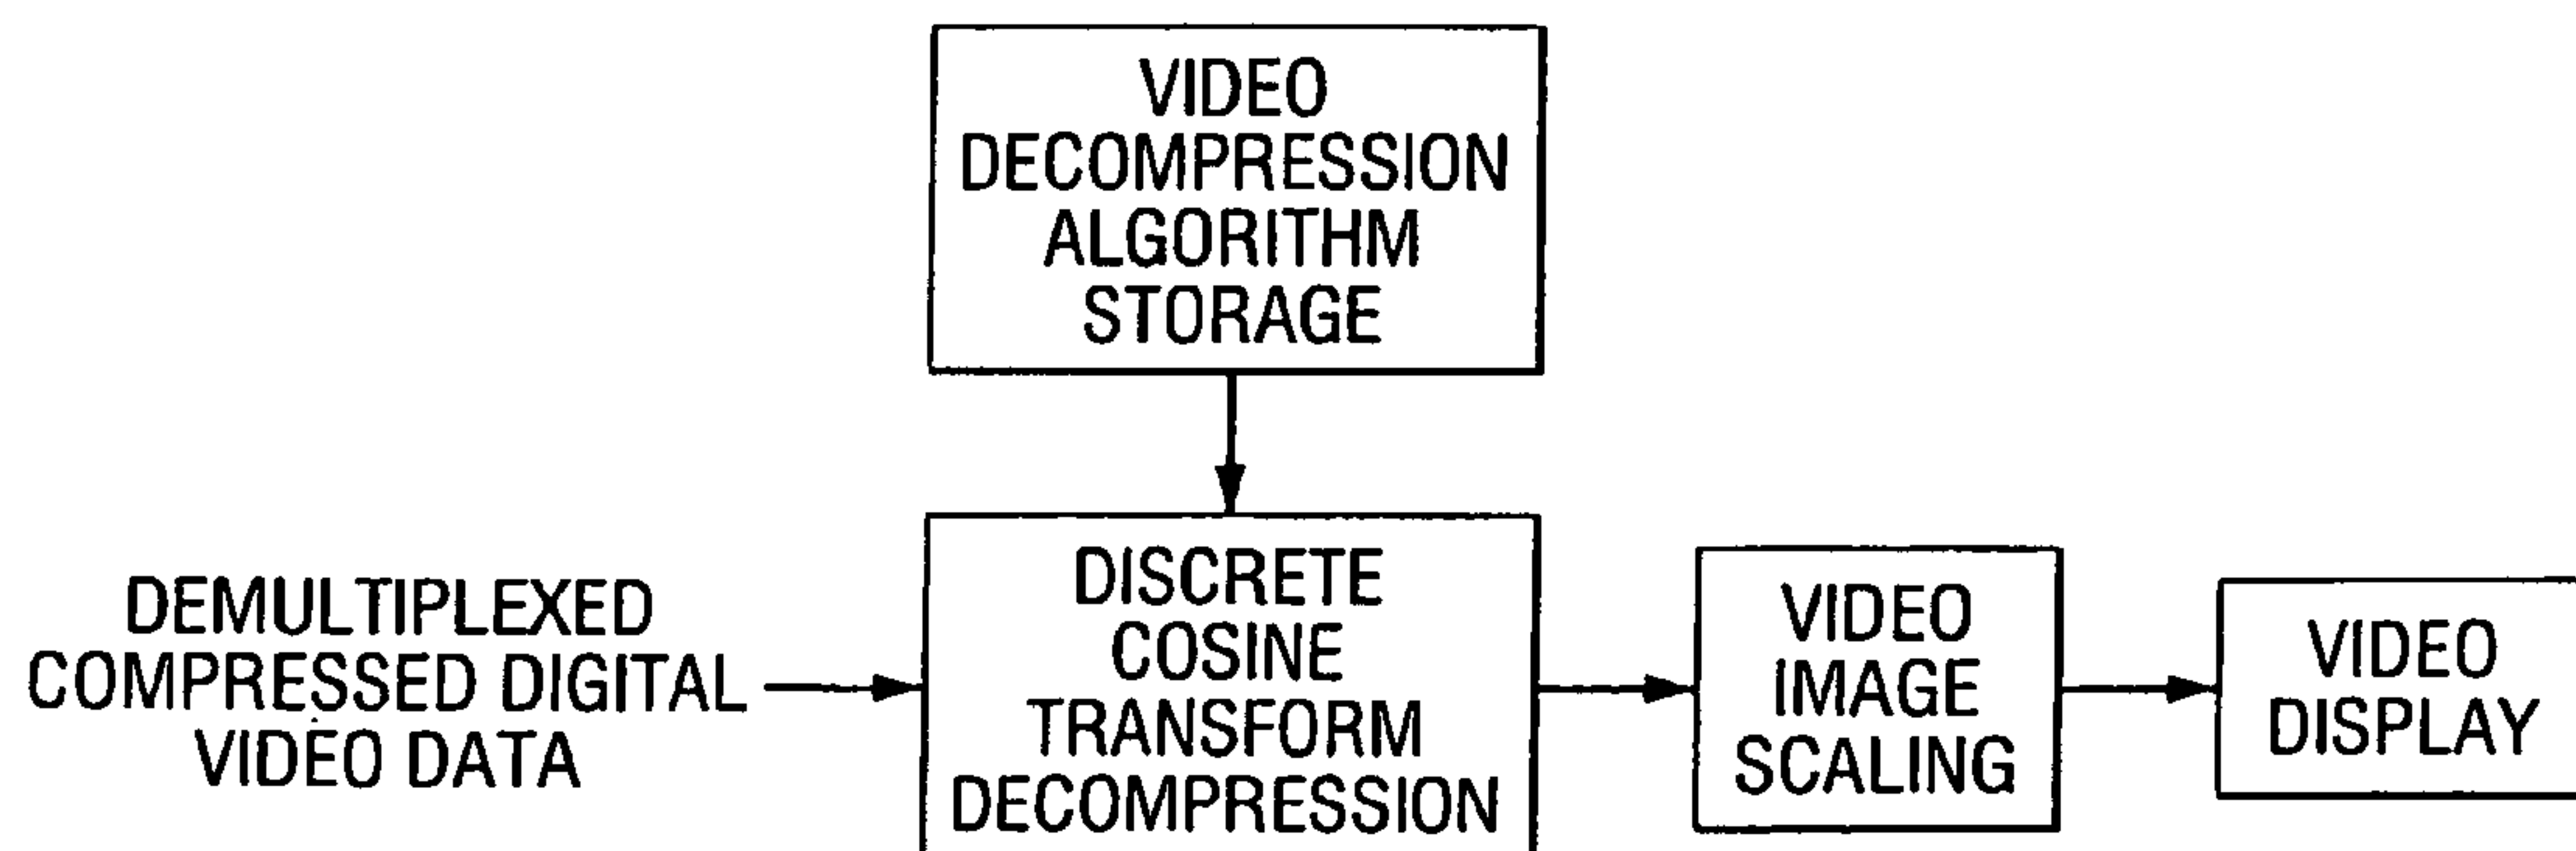 VIDEO
DECOMPRESSION
ALGORITHM
STORAGE
DEMULTIPLEXED
COMPRESSED DIGITAL
VIDEO DATA
DISCRETE
COSINE
TRANSFORM
DECOMPRESSION
VIDEO
IMAGE
SCALING
VIDEO
DISPLAY